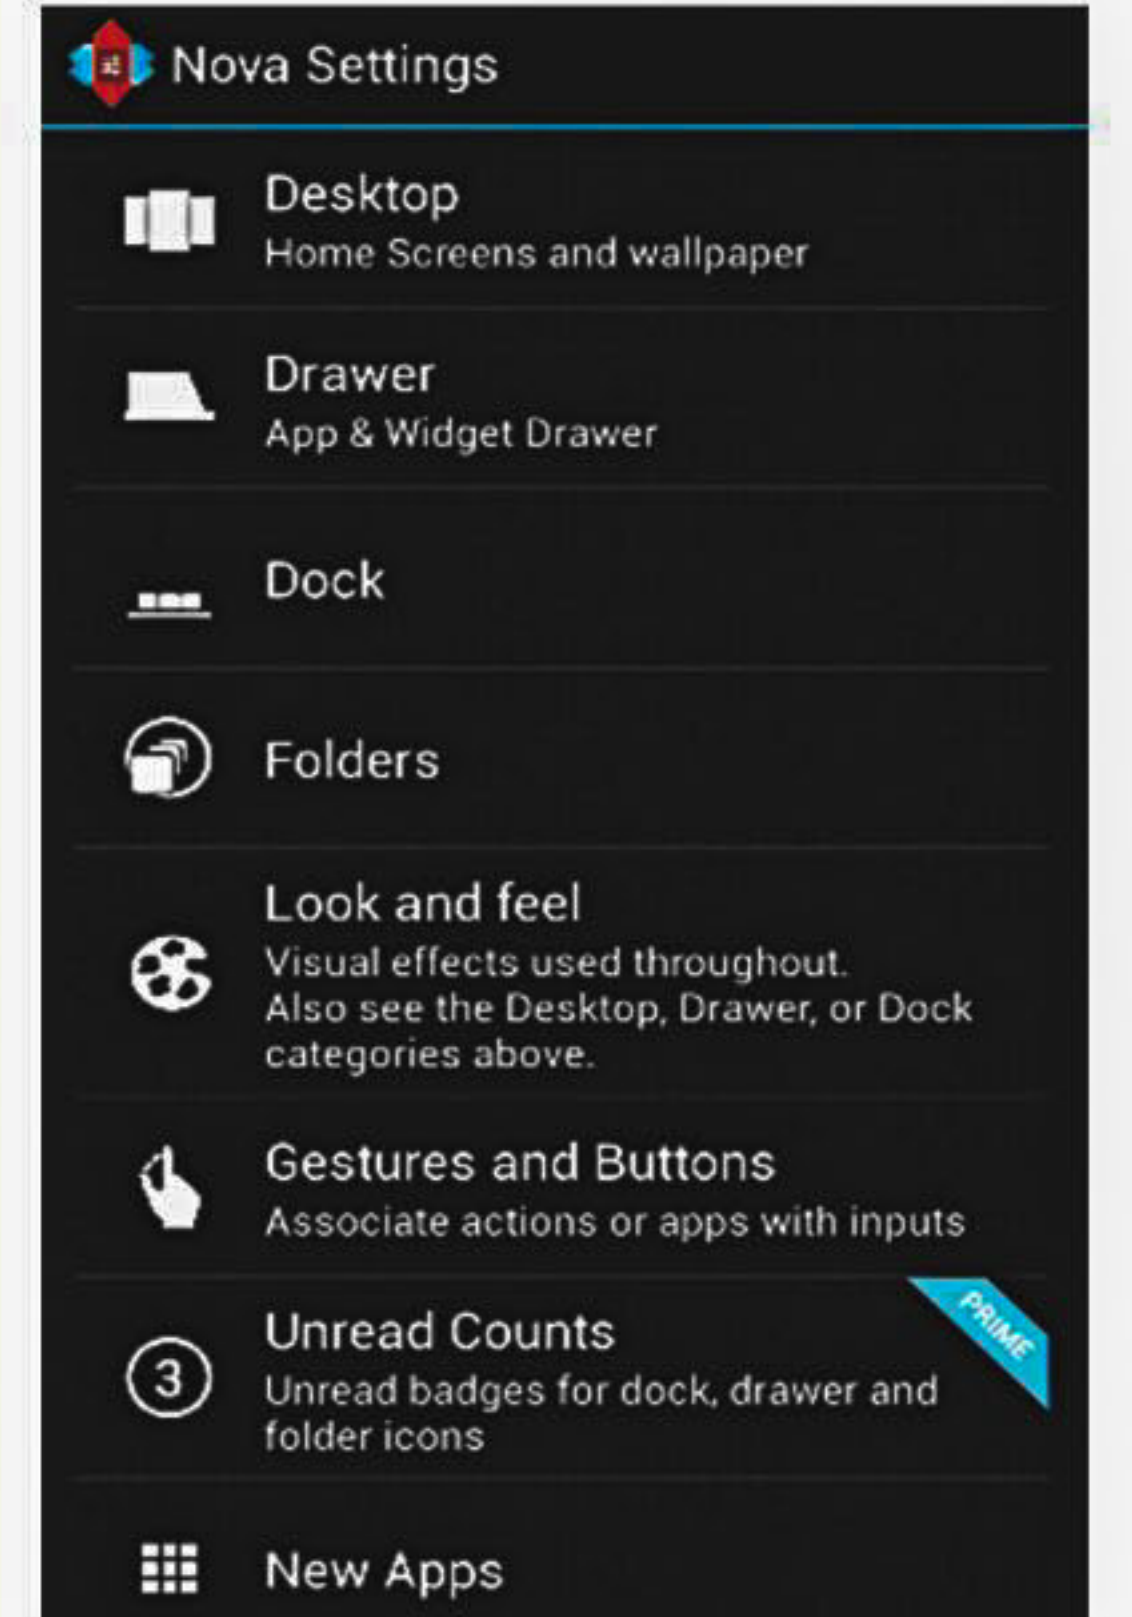 Nova Settings
Desktop
Home Screens and wallpaper
Drawer
App & Widget Drawer
Dock
Folders
Look and feel
Visual effects used throughout.
Also see the Desktop, Drawer, or Dock
categories above.
Gestures and Buttons
Associate actions or apps with inputs
PRIME
Unread Counts
3
Unread badges for dock, drawer and
folder icons
New Apps